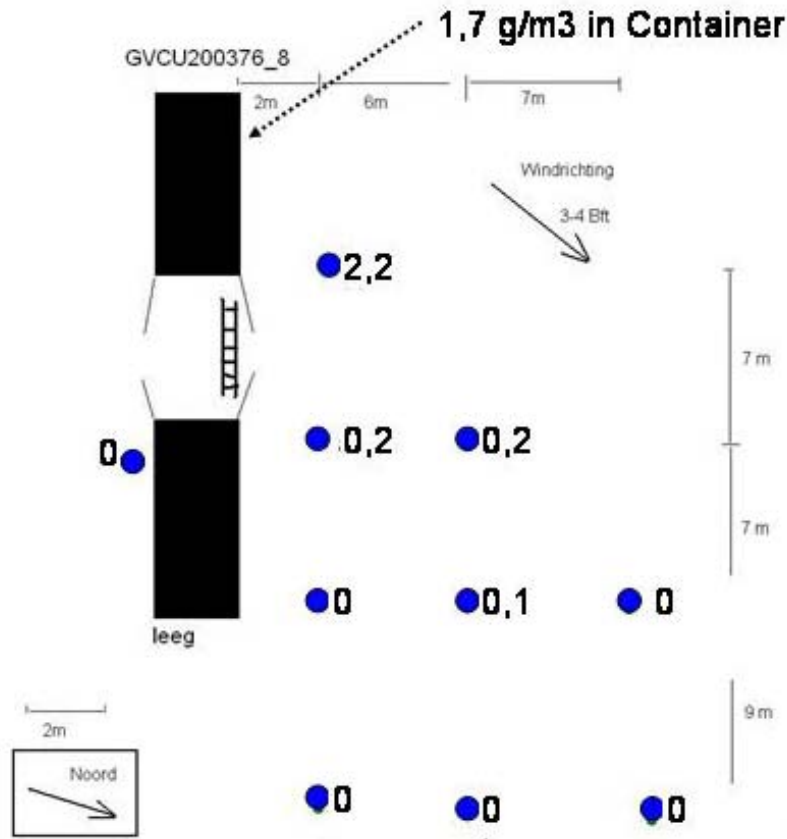 1,7 g/m3 in Container
GVCU200376_8
2m
6m
7m
Windrichting
3-4 Bft
2,2
7 m
0,2
0,2
0
7 m
0
0,1
0
leeg
9 m
2m
Noord
0
0
0